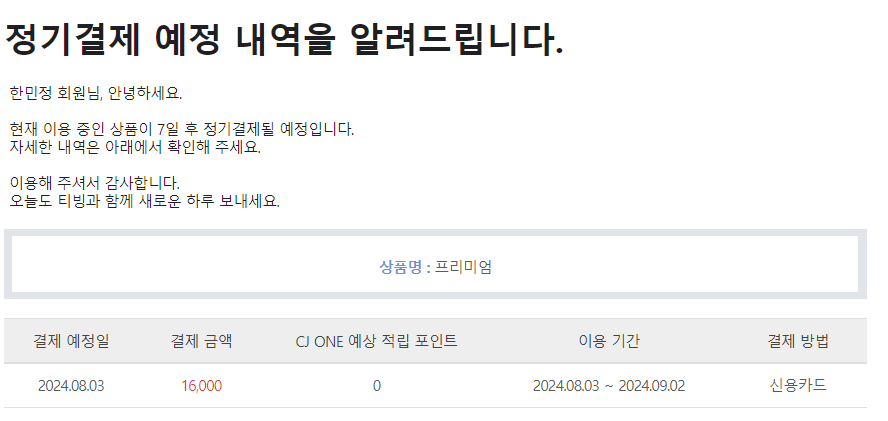 정기결제 예정 내역을 알려드립니다.
한민정 회원님, 안녕하세요.
현재 이용 중인 상품이 7일 후 정기결제될 예정입니다.
자세한 내역은 아래에서 확인해 주세요.
이용해 주셔서 감사합니다.
오늘도 티빙과 함께 새로운 하루 보내세요.
상품명 : 프리미엄
결제 예정일 결제 금액 CJ ONE 예상 적립 포인트 이용 기간 결제 방법
2024.08.03 16,000 0 2024.08.03 ~ 2024.09.02 신용카드